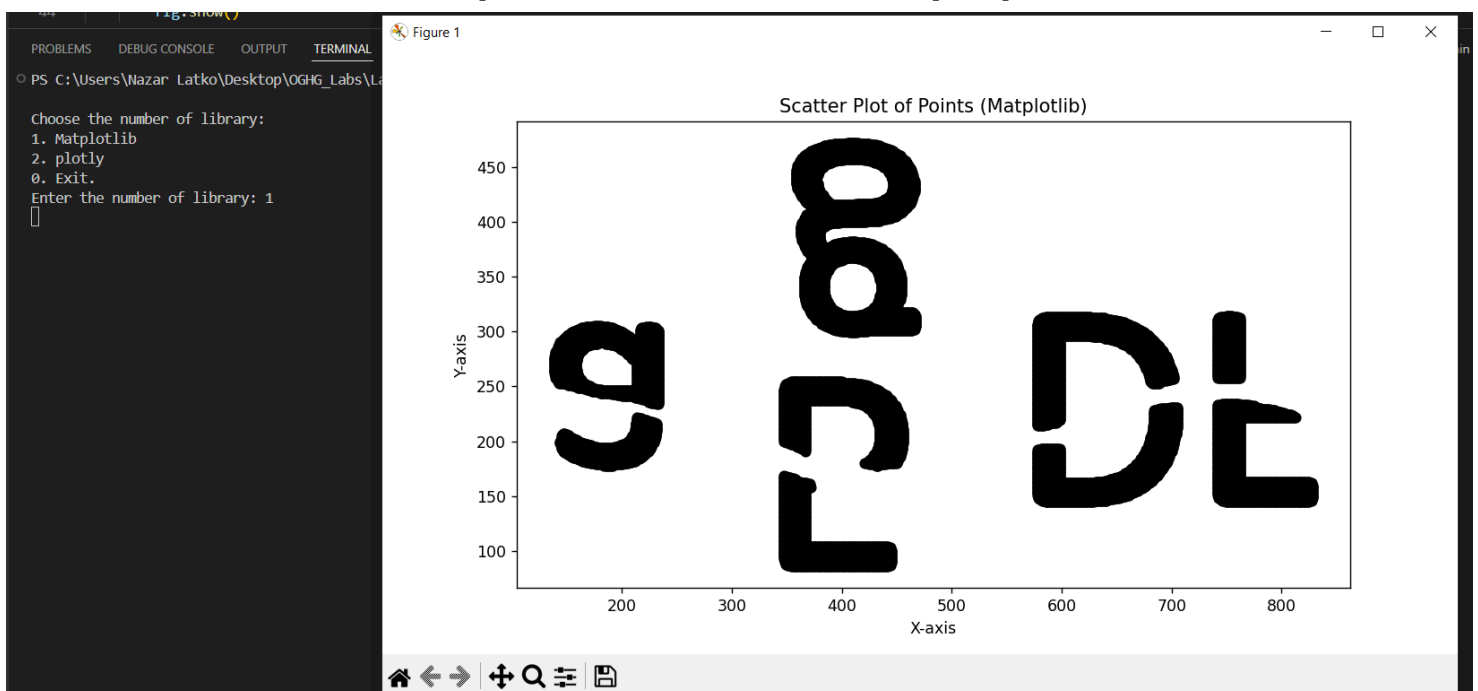 44 fig.show()
PROBLEMS DEBUG CONSOLE OUTPUT TERMINAL
PS C:\Users\Nazar Latko\Desktop\OGHG_Labs\La
Choose the number of library:
1. Matplotlib
2. plotly
0. Exit.
Enter the number of library: 1
Figure 1
Scatter Plot of Points (Matplotlib)
450
400
350
300
250
200
150
100
Y-axis
200 300 400 500 600 700 800
X-axis
in